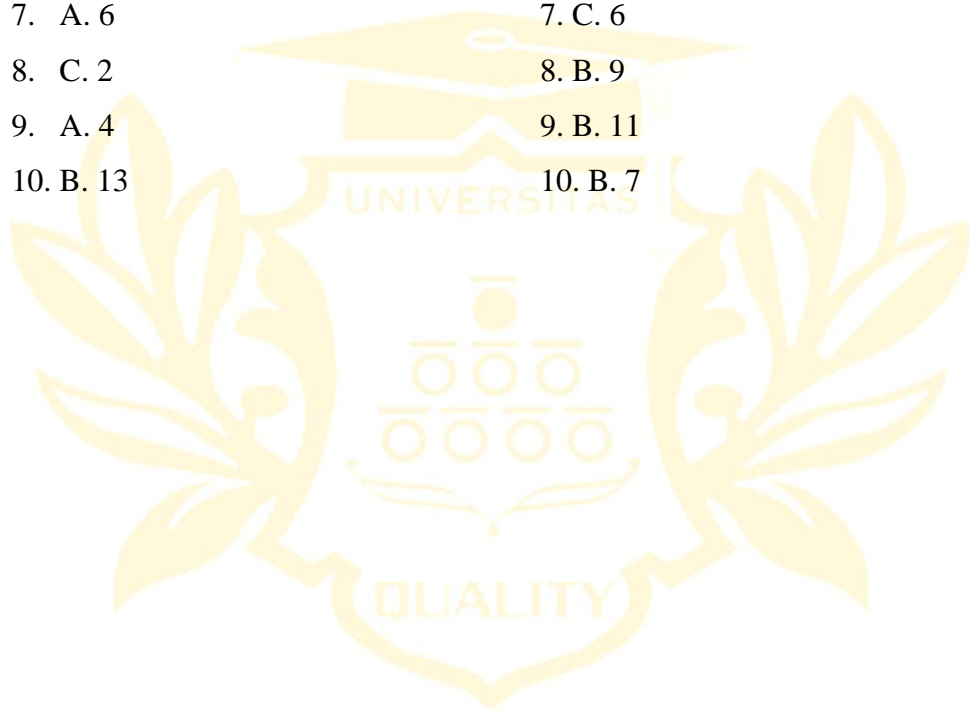 7. A. 6
8. C. 2
9. A. 4
10. B. 13
7. C. 6
8. B. 9
9. B. 11
10. B. 7
UNIVERSITAS
QUALITY